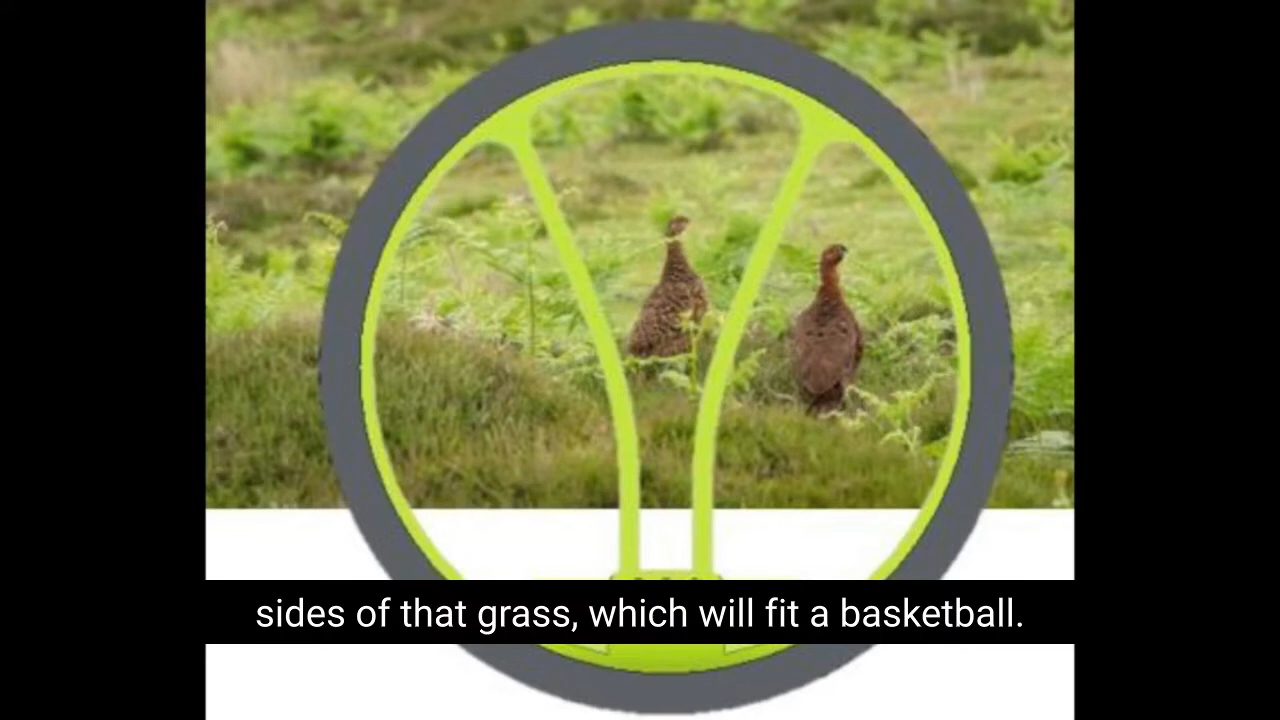 sides of that grass, which will fit a basketball.